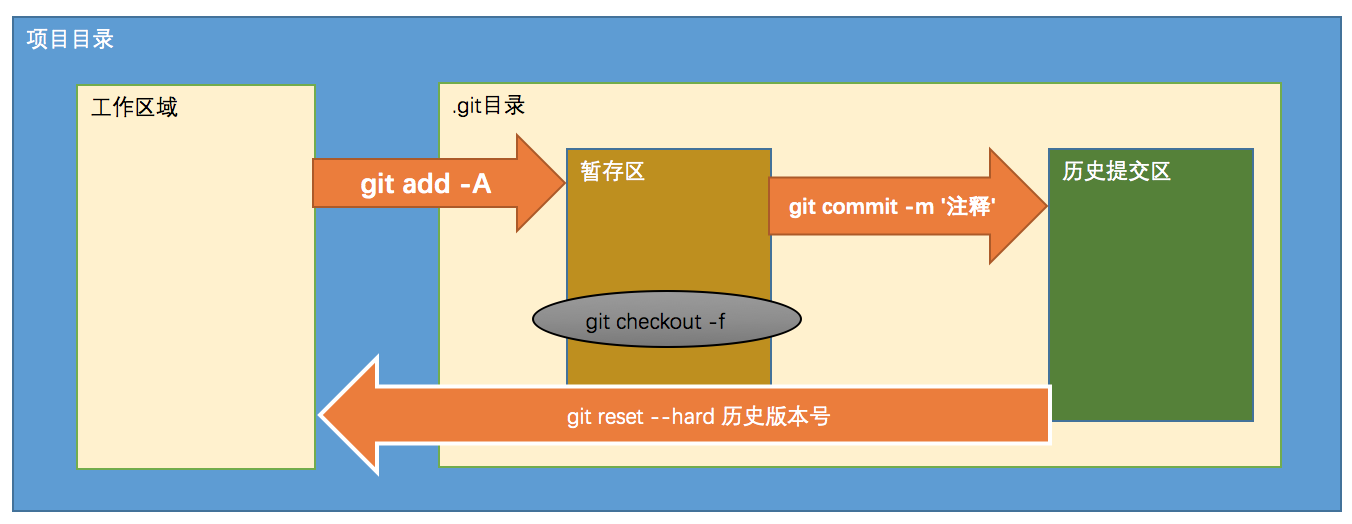 项目目录
工作区域
.git目录
git add -A
暂存区
git commit -m '注释'
历史提交区
git checkout -f
git reset --hard 历史版本号